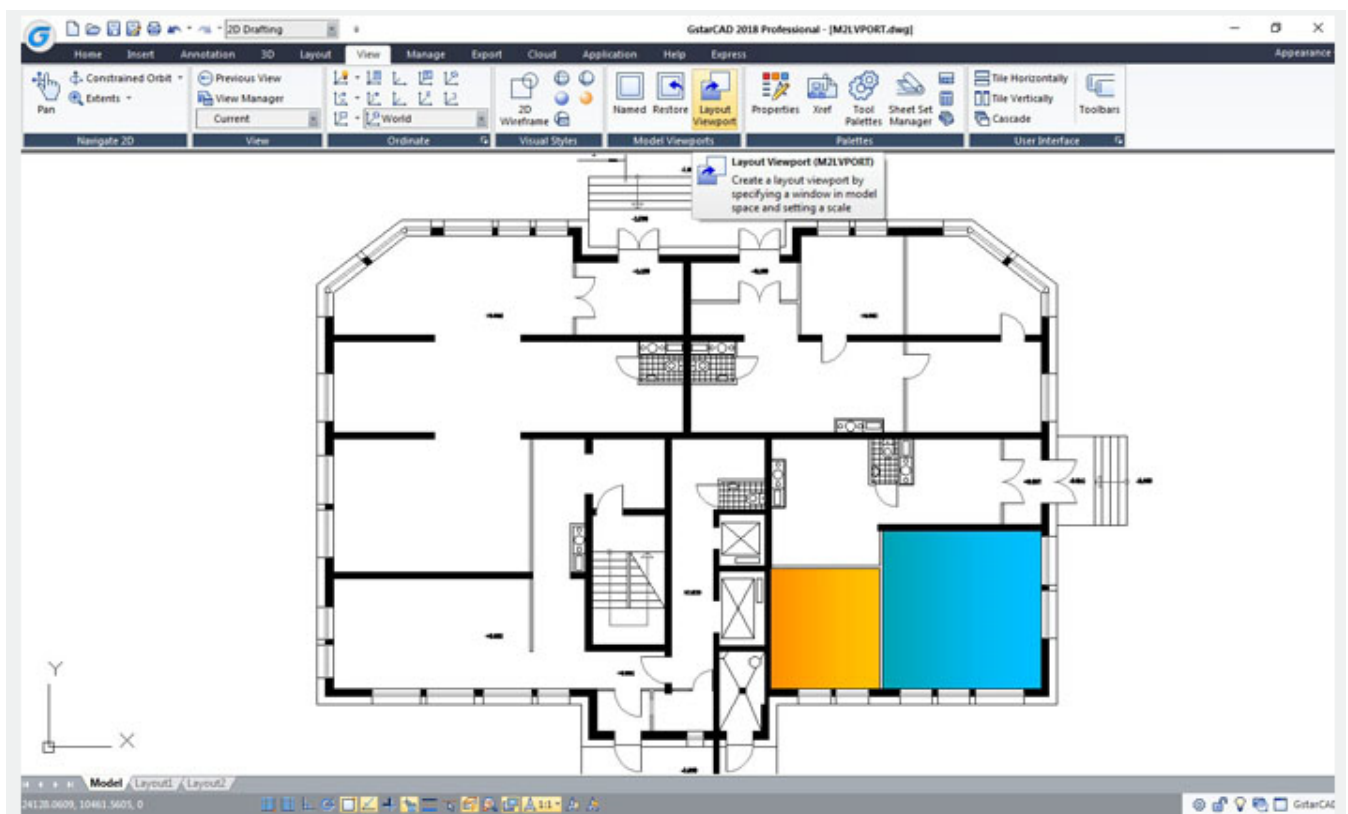 2D Drafting
GstarCAD 2018 Professional - [M2LVPORT.dwg]
Home Insert Annotation 3D Layout View Manage Export Cloud Application Help Express Appearance
Pan
Constrained Orbit
Extents
Navigate 2D
Previous View
View Manager
Current
View
World
Ordinate
2D
Wireframe
Visual Styles
Named Restore Layout
Viewport
Model Viewports
Properties Xref Tool
Palettes Sheet Set
Manager
Palettes
Tile Horizontally
Tile Vertically
Cascade
Toolbars
User Interface
Layout Viewport (M2LVPORT)
Create a layout viewport by
specifying a window in model
space and setting a scale
Y
X
Model Layout1 Layout2
24128.0609, 10461.5605, 0
1:1
GstarCAD